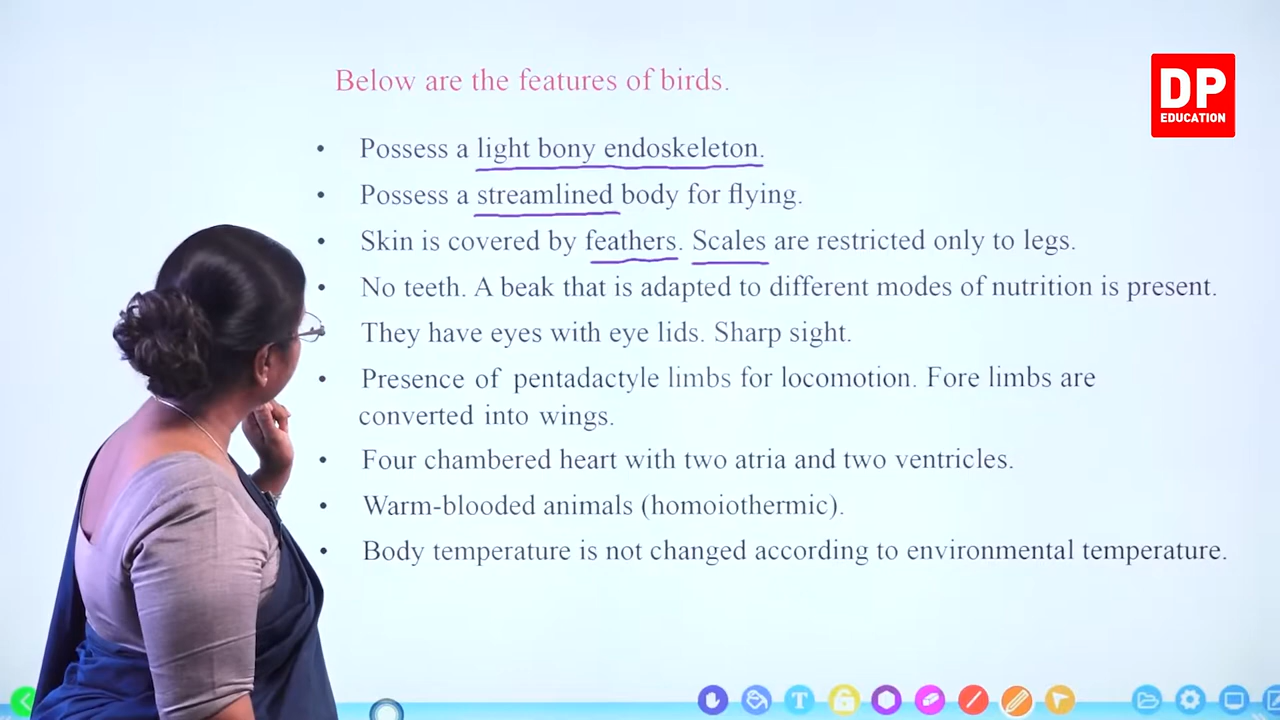 DP
EDUCATION
Below are the features of birds.
• Possess a light bony endoskeleton.
• Possess a streamlined body for flying.
• Skin is covered by feathers. Scales are restricted only to legs.
• No teeth. A beak that is adapted to different modes of nutrition is present.
• They have eyes with eye lids. Sharp sight.
• Presence of pentadactyle limbs for locomotion. Fore limbs are
converted into wings.
• Four chambered heart with two atria and two ventricles.
• Warm-blooded animals (homoiothermic).
• Body temperature is not changed according to environmental temperature.
T